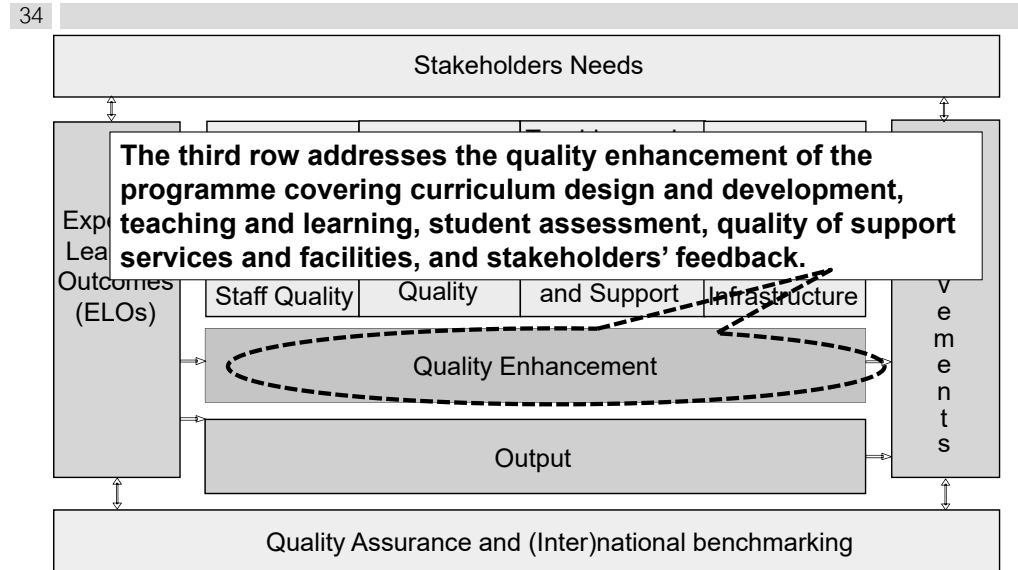 34
Stakeholders Needs
The third row addresses the quality enhancement of the
programme covering curriculum design and development,
teaching and learning, student assessment, quality of support
services and facilities, and stakeholders’ feedback.
Outcomes
(ELOs)
Staff Quality
Quality
and Support
Infrastructure
Quality Enhancement
Output
v
e
m
e
n
t
s
Quality Assurance and (Inter)national benchmarking